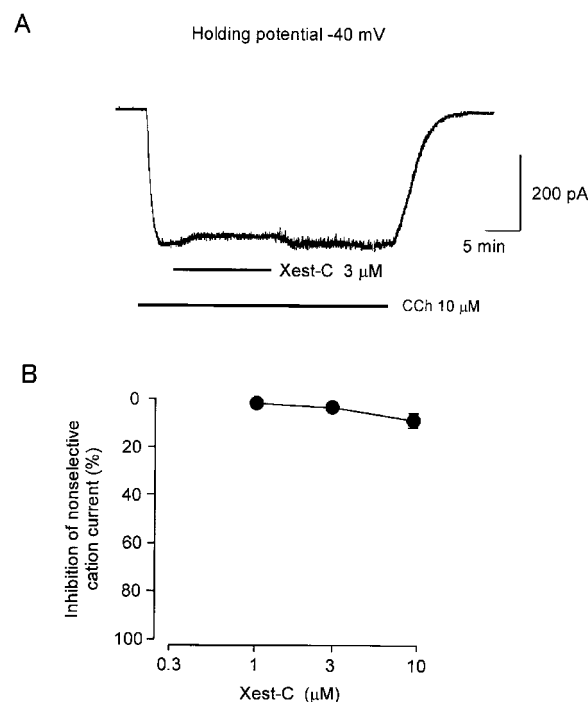 A
Holding potential -40 mV
200 pA
5 min
Xest-C 3 μM
CCh 10 μM
B
0
20
40
60
80
100
Inhibition of nonselective
cation current (%)
0.3 1 3 10
Xest-C (μM)